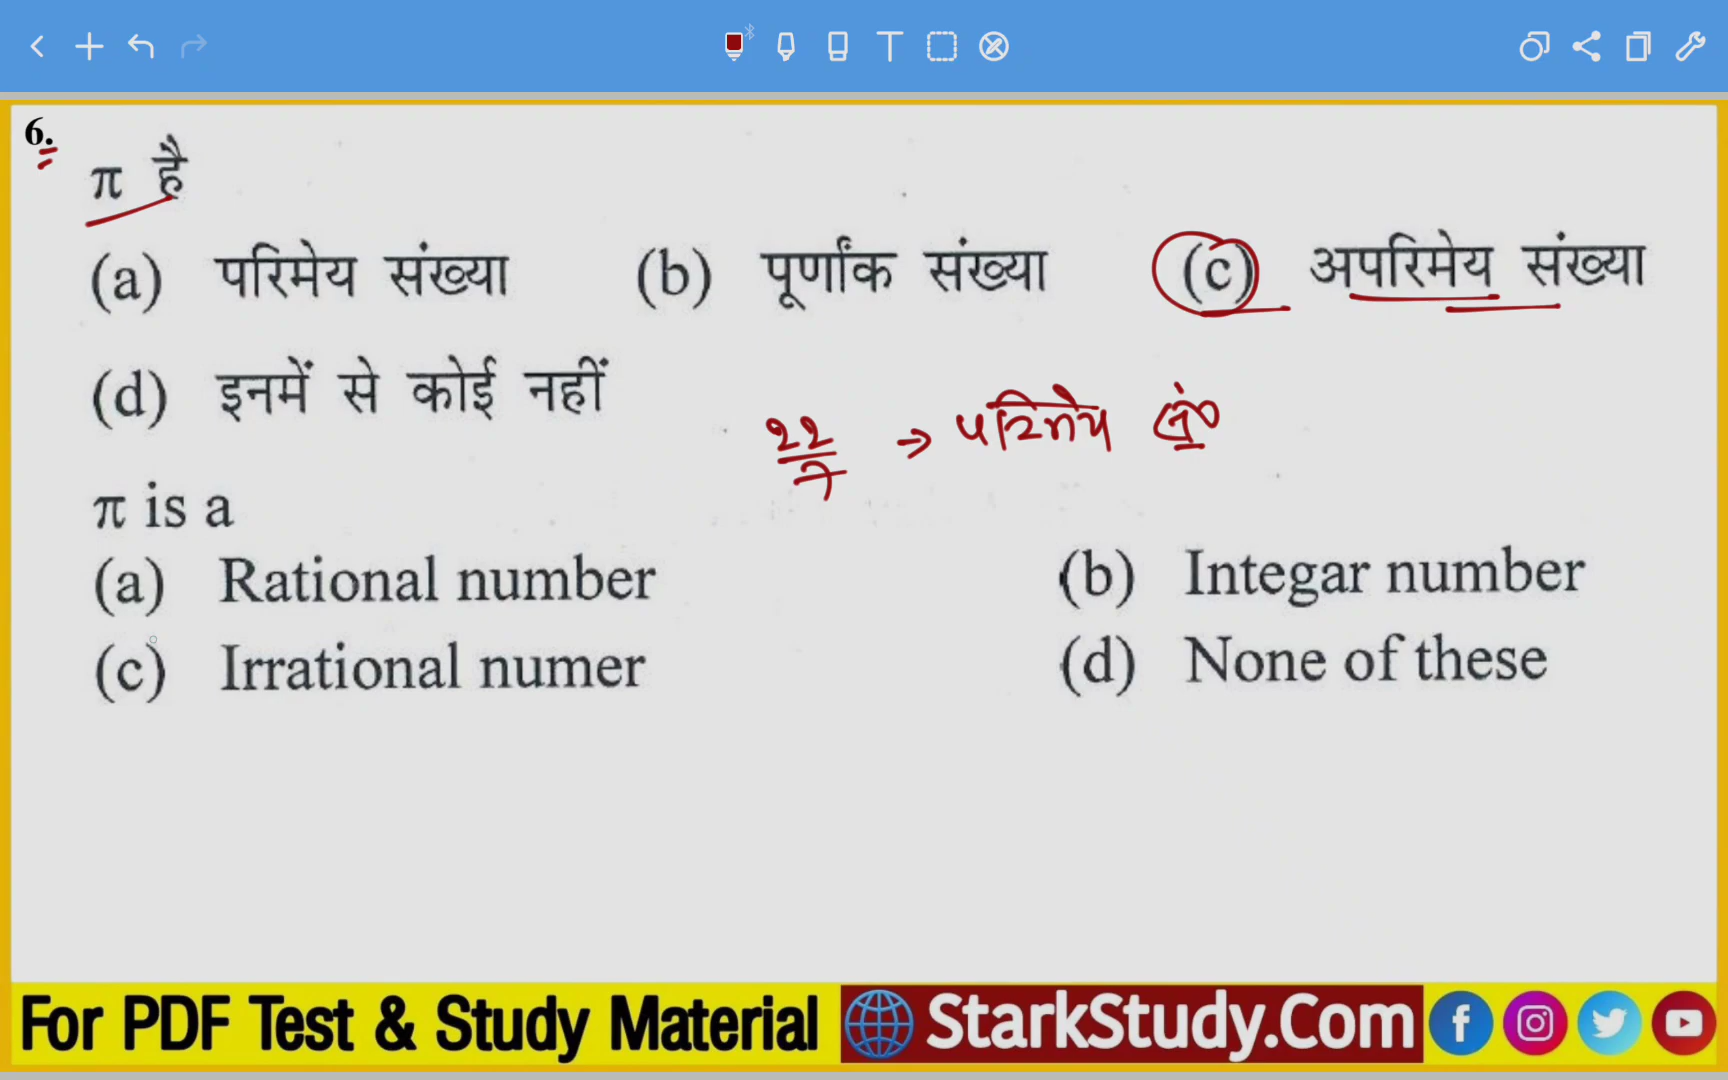 6.
π है
(a) परिमेय संख्या (b) पूर्णांक संख्या (c) अपरिमेय संख्या
(d) इनमें से कोई नहीं
22/7 → परिमेय सं०
π is a
(a) Rational number (b) Integar number
(c) Irrational numer (d) None of these
For PDF Test & Study Material StarkStudy.Com